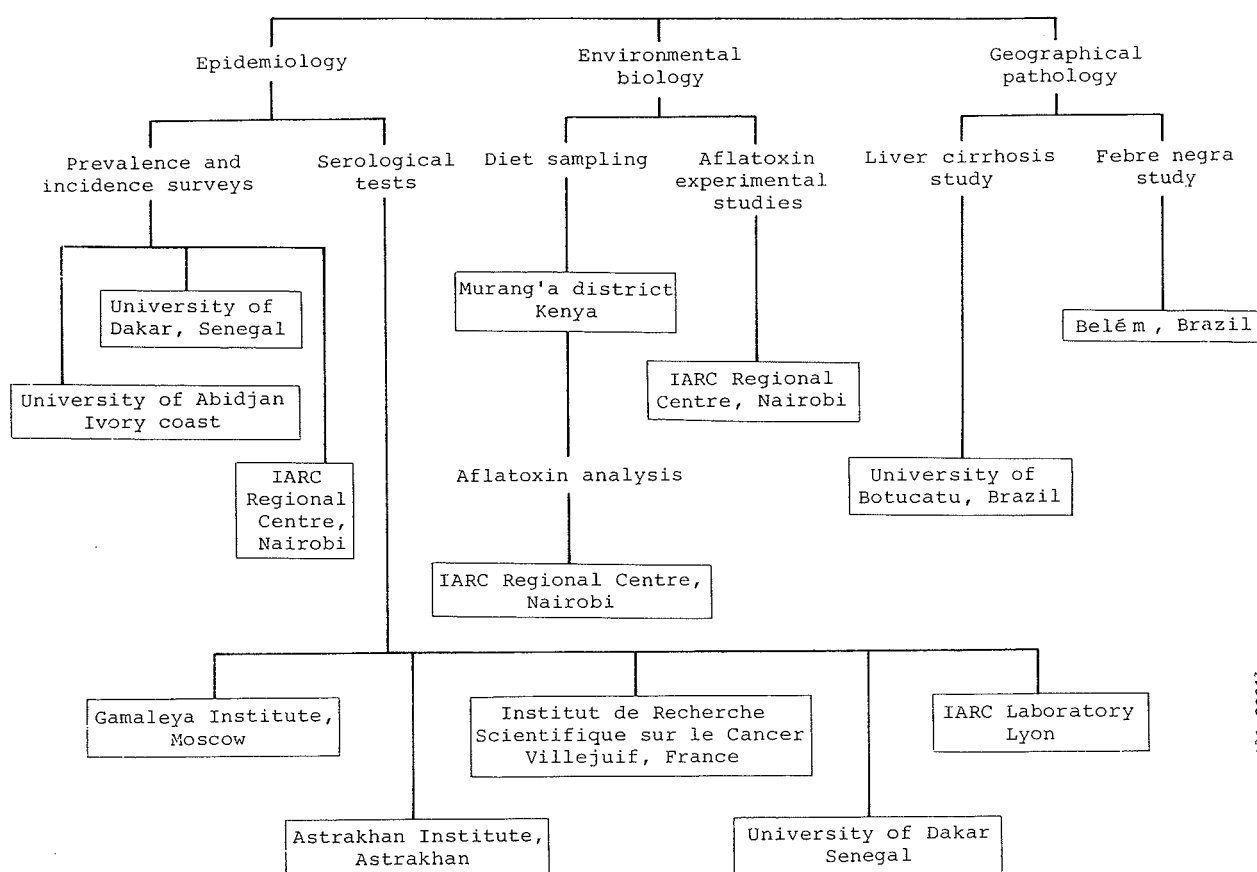 Epidemiology
Environmental
biology
Geographical
pathology
Prevalence and
incidence surveys
Serological
tests
Diet sampling
Aflatoxin
experimental
studies
Liver cirrhosis
study
Febre negra
study
University of
Dakar, Senegal
University of Abidjan
Ivory coast
IARC
Regional
Centre,
Nairobi
Murang'a district
Kenya
IARC Regional
Centre, Nairobi
Belém, Brazil
Aflatoxin analysis
University of
Botucatu, Brazil
IARC Regional Centre,
Nairobi
Gamaleya Institute,
Moscow
Institut de Recherche
Scientifique sur le Cancer
Villejuif, France
IARC Laboratory
Lyon
Astrakhan Institute,
Astrakhan
University of Dakar
Senegal